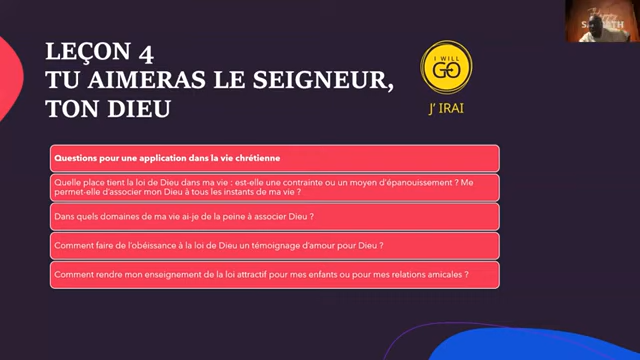 LEÇON 4
TU AIMERAS LE SEIGNEUR,
TON DIEU
I WILL
GO
J' IRAI
Questions pour une application dans la vie chrétienne
Quelle place tient la loi de Dieu dans ma vie : est-elle une contrainte ou un moyen d'épanouissement ? Me
permet-elle d'associer mon Dieu à tous les instants de ma vie ?
Dans quels domaines de ma vie ai-je de la peine à associer Dieu ?
Comment faire de l'obéissance à la loi de Dieu un témoignage d'amour pour Dieu ?
Comment rendre mon enseignement de la loi attractif pour mes enfants ou pour mes relations amicales ?